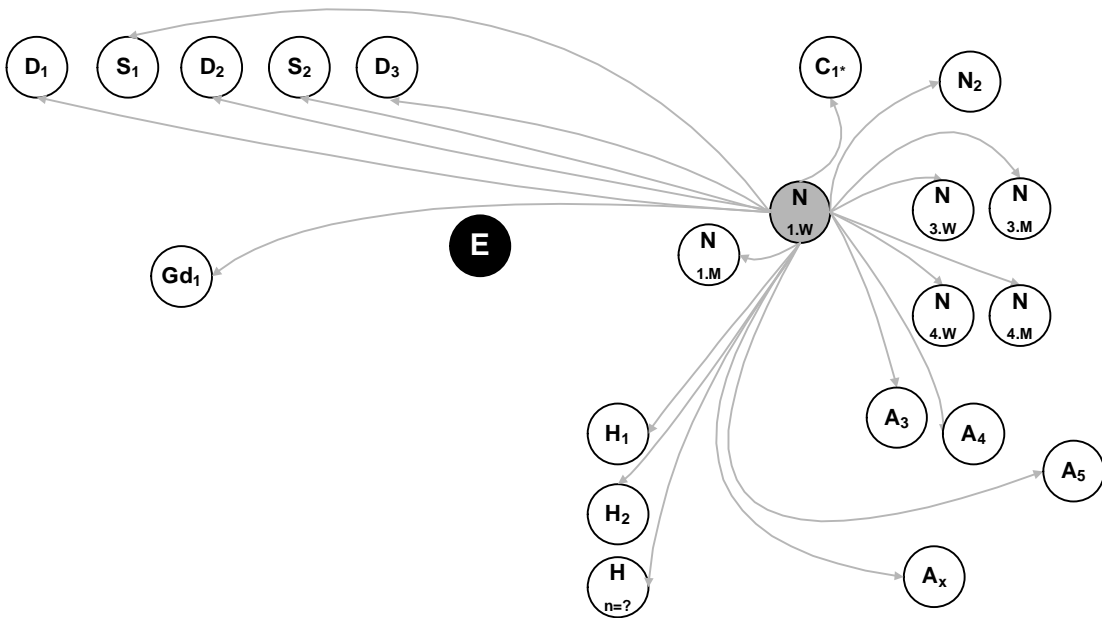 D₁
S₁
D₂
S₂
D₃
C₁*
N₂
N
1.W
N
3.W
N
3.M
E
N
1.M
Gd₁
N
4.W
N
4.M
A₃
H₁
A₄
A₅
H₂
Aₓ
H
n=?